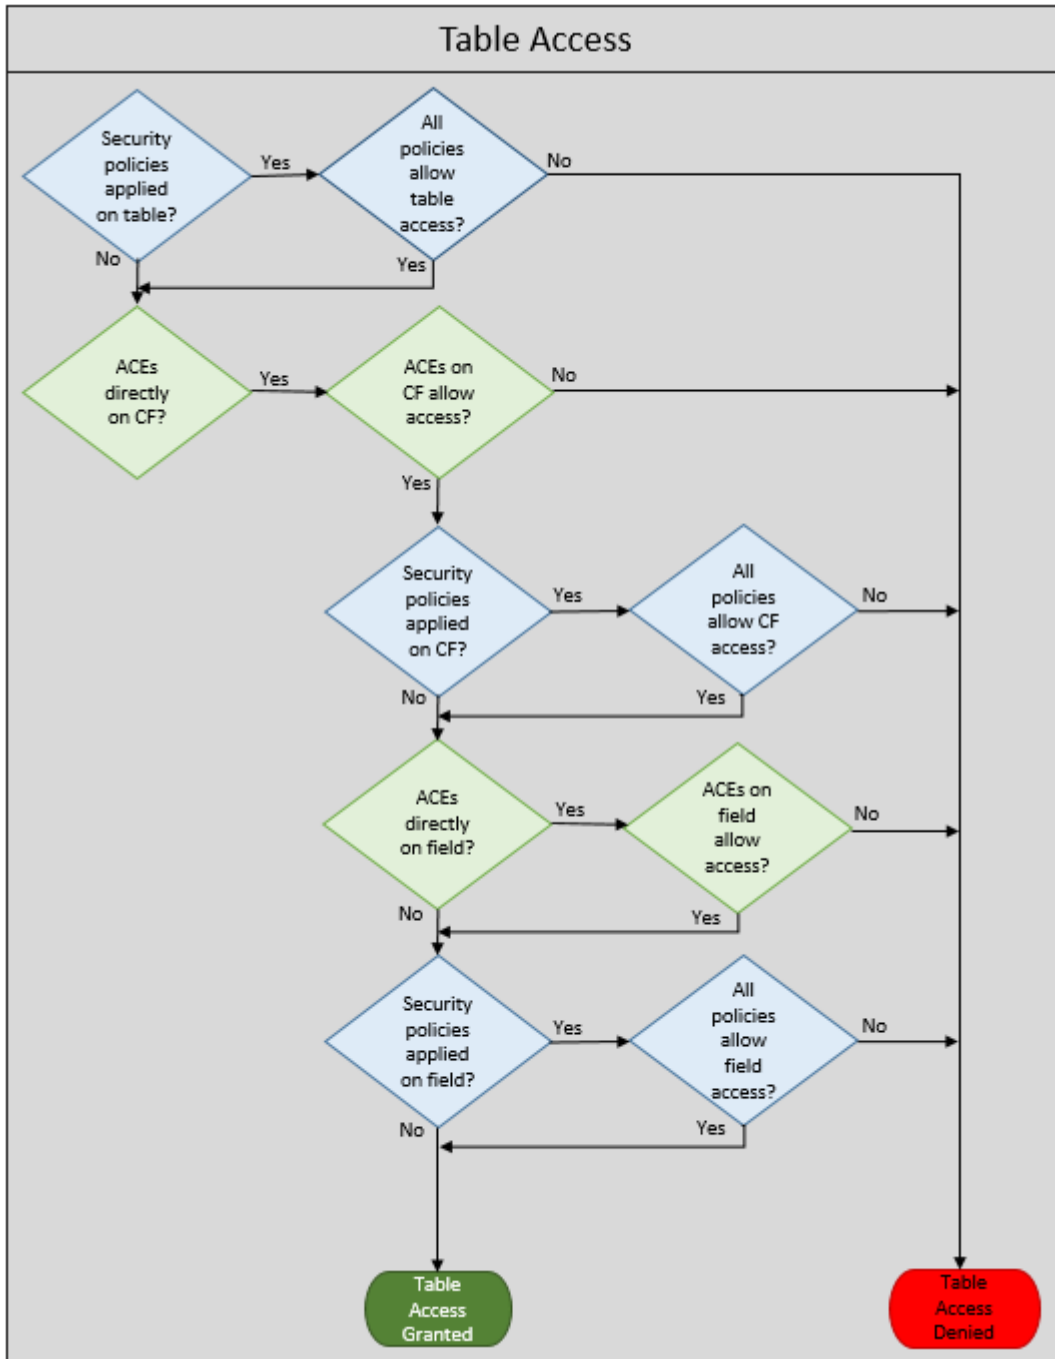 Table Access
Security
policies
applied
on table?
Yes
All
policies
allow
table
access?
No
No
Yes
ACEs
directly
on CF?
Yes
ACEs on
CF allow
access?
No
Yes
Security
policies
applied
on CF?
Yes
All
policies
allow CF
access?
No
No
Yes
ACEs
directly
on field?
Yes
ACEs on
field
allow
access?
No
No
Yes
Security
policies
applied
on field?
Yes
All
policies
allow
field
access?
No
No
Yes
Table
Access
Granted
Table
Access
Denied